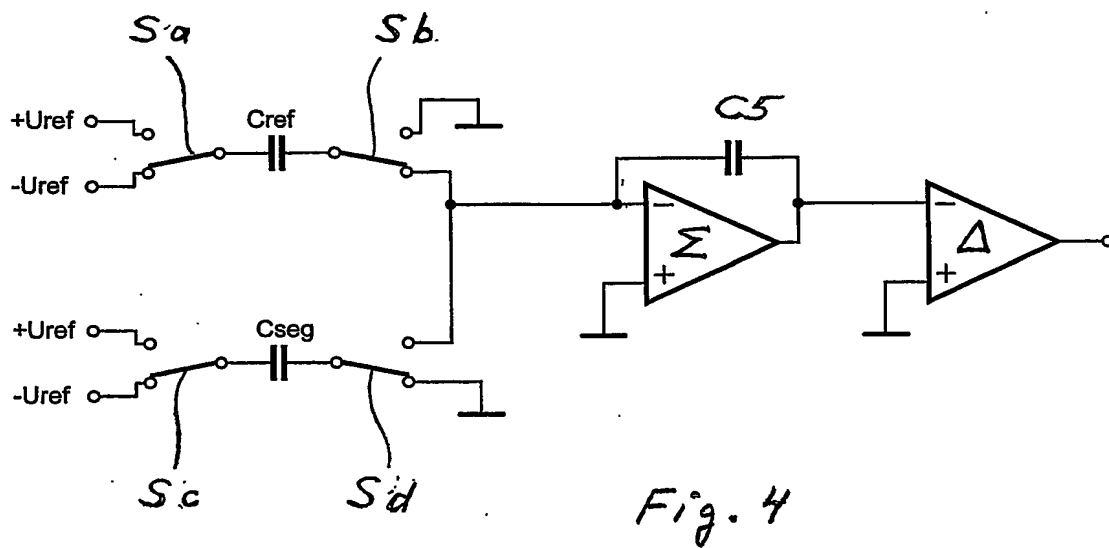 Sa Sb
C5
+Uref Cref
-Uref
Σ
Δ
+Uref Cseg
-Uref
Sc Sd
Fig. 4